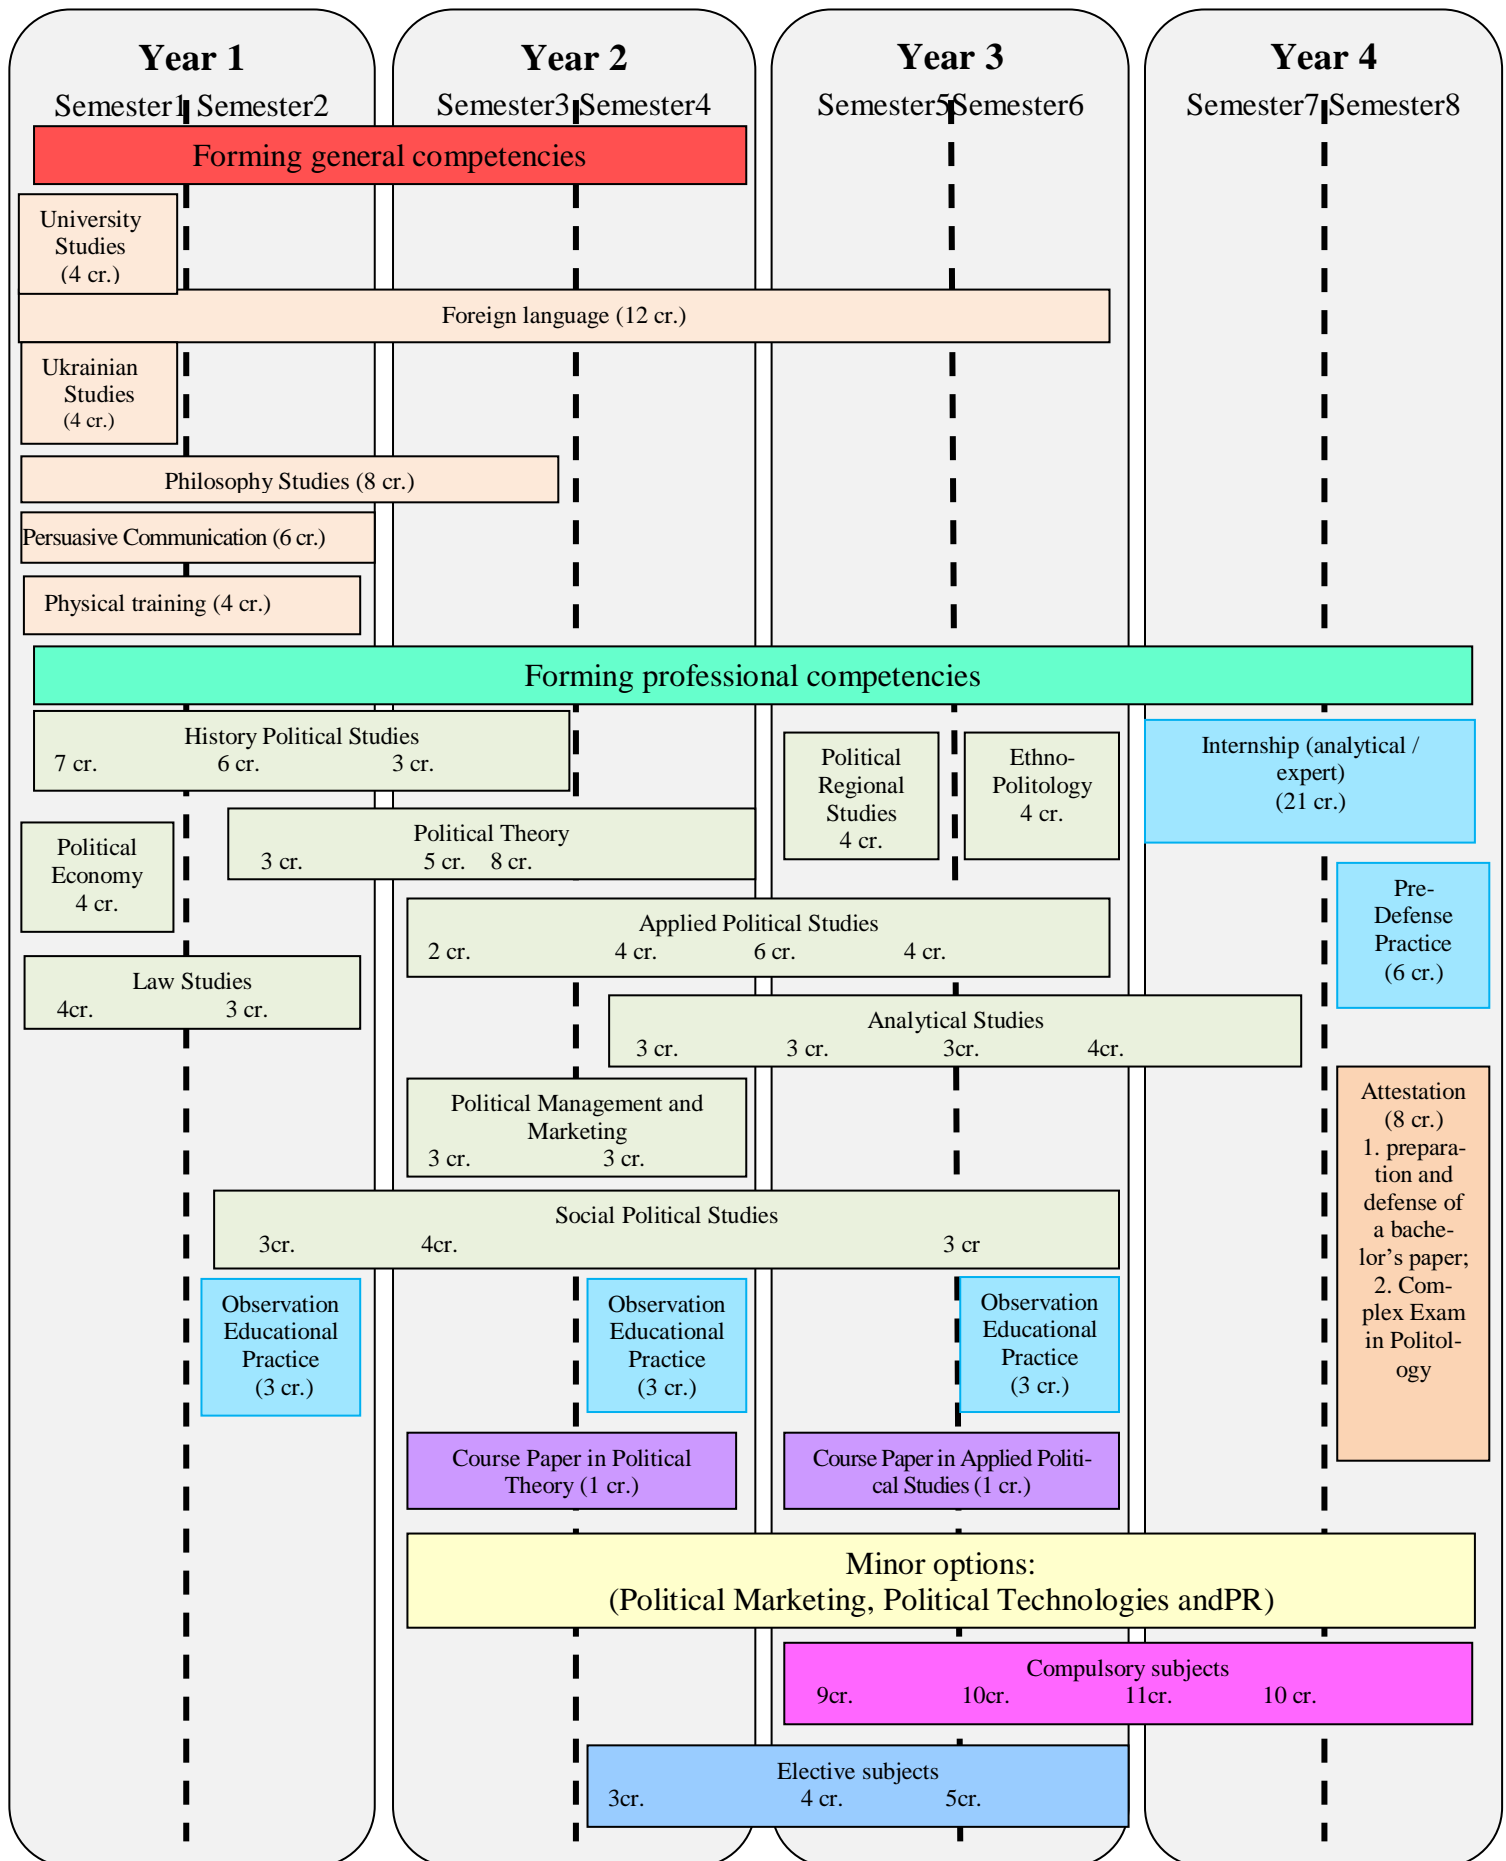 Year 1
Semester1 Semester2
Year 2
Semester3 Semester4
Year 3
Semester5 Semester6
Year 4
Semester7 Semester8
Forming general competencies
University
Studies
(4 cr.)
Foreign language (12 cr.)
Ukrainian
Studies
(4 cr.)
Philosophy Studies (8 cr.)
Persuasive Communication (6 cr.)
Physical training (4 cr.)
Forming professional competencies
History Political Studies
7 cr. 6 cr. 3 cr.
Political
Regional
Studies
4 cr.
Ethno-
Politology
4 cr.
Internship (analytical /
expert)
(21 cr.)
Political
Economy
4 cr.
Political Theory
3 cr. 5 cr. 8 cr.
Pre-
Defense
Practice
(6 cr.)
Applied Political Studies
2 cr. 4 cr. 6 cr. 4 cr.
Law Studies
4cr. 3 cr.
Analytical Studies
3 cr. 3 cr. 3cr. 4cr.
Political Management and
Marketing
3 cr. 3 cr.
Attestation
(8 cr.)
1. prepara-
tion and
defense of
a bache-
lor’s paper;
2. Com-
plex Exam
in Politol-
ogy
Social Political Studies
3cr. 4cr. 3 cr
Observation
Educational
Practice
(3 cr.)
Observation
Educational
Practice
(3 cr.)
Observation
Educational
Practice
(3 cr.)
Course Paper in Political
Theory (1 cr.)
Course Paper in Applied Politi-
cal Studies (1 cr.)
Minor options:
(Political Marketing, Political Technologies andPR)
Compulsory subjects
9cr. 10cr. 11cr. 10 cr.
Elective subjects
3cr. 4 cr. 5cr.